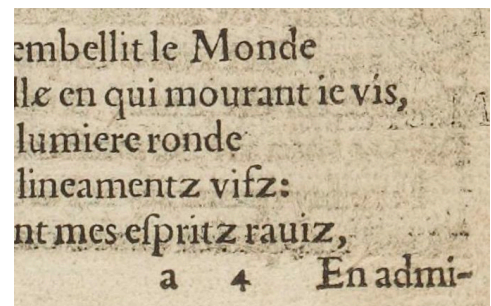 embellit le Monde
lle en qui mourant ie vis,
lumiere ronde
lineamentz vifz:
nt mes eſpritz rauiz,
a 4 En admi-